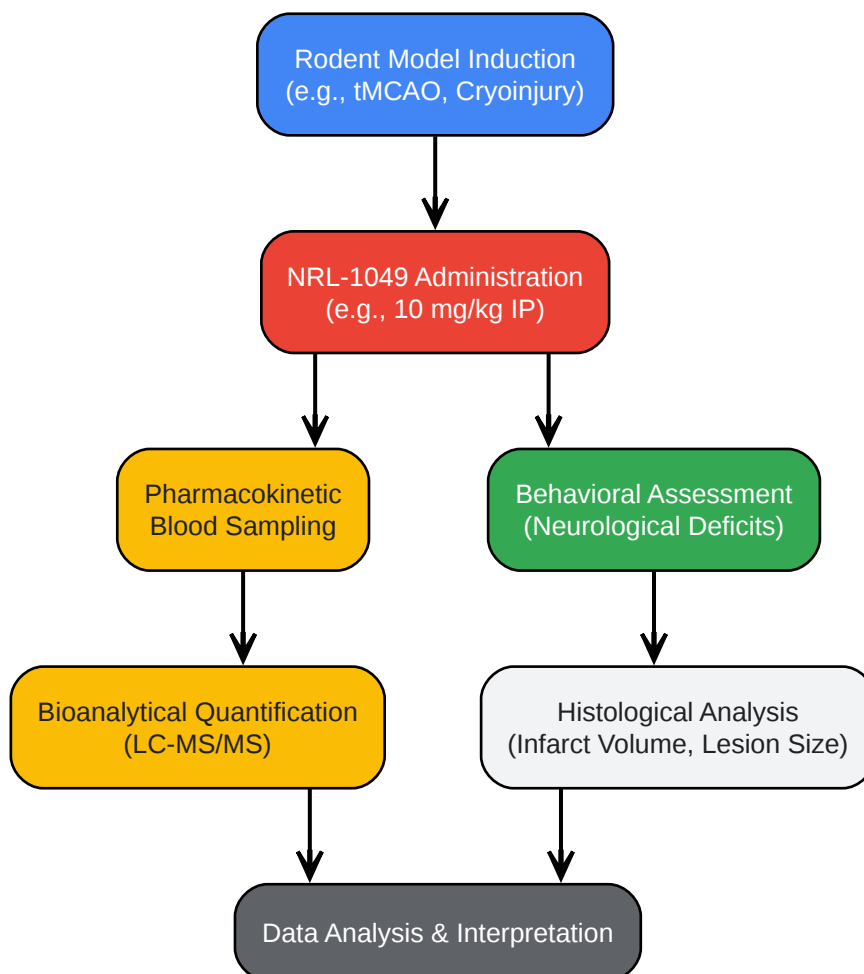 Rodent Model Induction
(e.g., tMCAO, Cryoinjury)
NRL-1049 Administration
(e.g., 10 mg/kg IP)
Pharmacokinetic
Blood Sampling
Behavioral Assessment
(Neurological Deficits)
Bioanalytical Quantification
(LC-MS/MS)
Histological Analysis
(Infarct Volume, Lesion Size)
Data Analysis & Interpretation